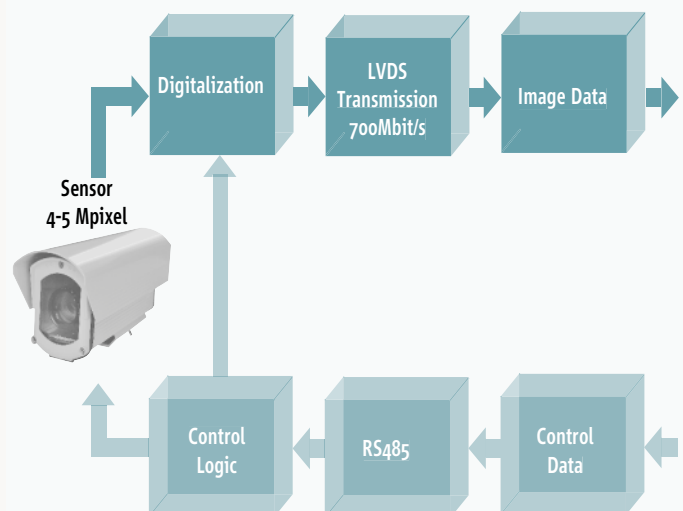 Digitalization
LVDS
Transmission
700Mbit/s
Image Data
Sensor
4-5 Mpixel
Control
Logic
RS485
Control
Data